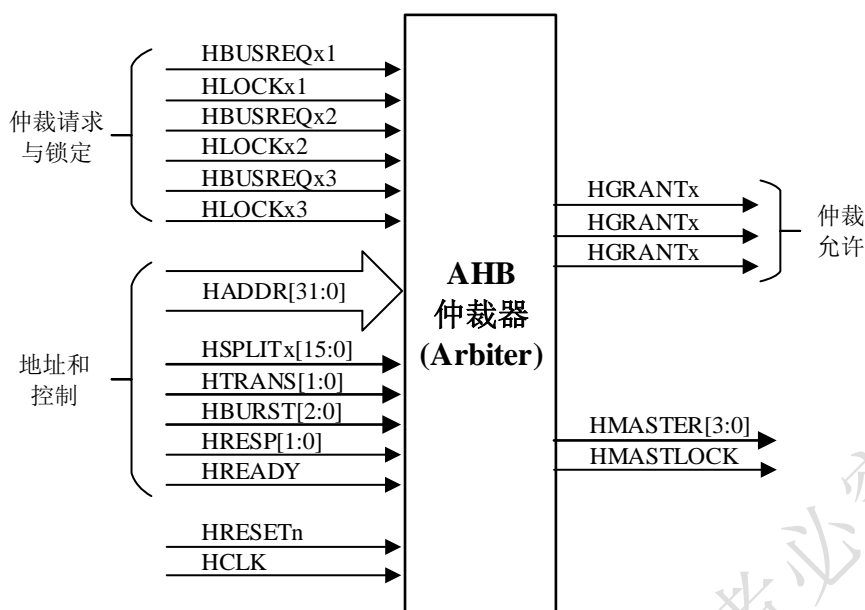 HBUSREQx1
HLOCKx1
HBUSREQx2
HLOCKx2
HBUSREQx3
HLOCKx3
仲裁请求
与锁定
HADDR[31:0]
HSPLITx[15:0]
HTRANS[1:0]
HBURST[2:0]
HRESP[1:0]
HREADY
地址和
控制
HRESETn
HCLK
AHB
仲裁器
(Arbiter)
HGRANTx
HGRANTx
HGRANTx
仲裁
允许
HMASTER[3:0]
HMASTLOCK
者必